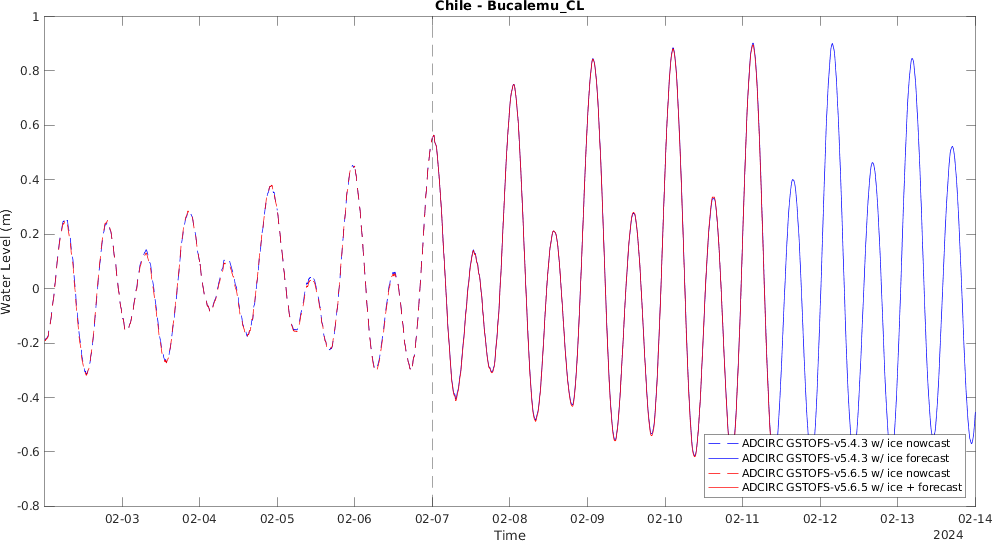 Chile - Bucalemu_CL
1
0.8
0.6
0.4
0.2
0
-0.2
-0.4
-0.6
-0.8
Water Level (m)
ADCIRC GSTOFS-v5.4.3 w/ ice nowcast
ADCIRC GSTOFS-v5.4.3 w/ ice forecast
ADCIRC GSTOFS-v5.6.5 w/ ice nowcast
ADCIRC GSTOFS-v5.6.5 w/ ice + forecast
02-03 02-04 02-05 02-06 02-07 02-08 02-09 02-10 02-11 02-12 02-13 02-14
Time
2024